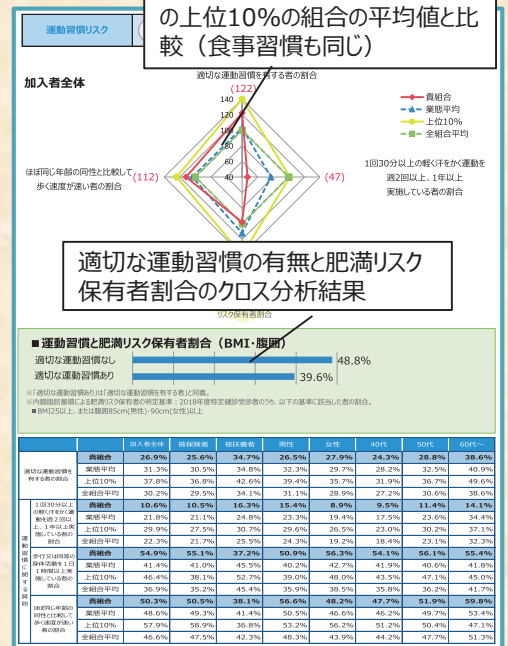 運動習慣リスク
の上位10%の組合の平均値と比
較（食事習慣も同じ）
加入者全体
適切な運動習慣を有する者の割合
(122)
140
120
100
80
60
40
貴組合
業態平均
上位10%
全組合平均
ほぼ同じ年齢の同性と比較して
歩く速度が速い者の割合
(112)
(47)
1回30分以上の軽く汗をかく運動を
週2回以上、1年以上
実施している者の割合
適切な運動習慣の有無と肥満リスク
保有者割合のクロス分析結果
リスク保有者割合
■運動習慣と肥満リスク保有者割合（BMI・腹囲）
適切な運動習慣なし 48.8%
適切な運動習慣あり 39.6%
※「適切な運動習慣あり」は「適切な運動習慣を有する者」と同義。
※内臓脂肪蓄積による肥満リスク保有者の判定基準：2018年度特定健診受診者のうち、以下の基準に該当した者の割合。
■BMI25以上、または腹囲85cm(男性)・90cm(女性)以上
加入者全体 被保険者 被扶養者 男性 女性 40代 50代 60代～
運動習慣に関する質問
適切な運動習慣を
有する者の割合
貴組合 26.9% 25.6% 34.7% 26.5% 27.9% 24.3% 28.8% 38.6%
業態平均 31.3% 30.5% 34.8% 32.3% 29.7% 28.2% 32.5% 40.9%
上位10% 37.8% 36.8% 42.6% 39.4% 35.7% 31.9% 36.7% 49.6%
全組合平均 30.2% 29.5% 34.1% 31.1% 28.9% 27.2% 30.6% 38.6%
1回30分以上
の軽く汗をかく運
動を週2回以
上、1年以上実
施している者の
割合
貴組合 10.6% 10.5% 16.3% 15.4% 8.9% 9.5% 11.4% 14.1%
業態平均 21.8% 21.1% 24.8% 23.3% 19.4% 17.5% 23.6% 34.4%
上位10% 29.9% 27.5% 30.7% 29.6% 26.5% 23.0% 30.2% 37.1%
全組合平均 22.3% 21.7% 25.5% 24.3% 19.2% 18.4% 23.1% 32.3%
歩行又は同等の
身体活動を1日
1時間以上実
施している者の
割合
貴組合 54.9% 55.1% 37.2% 50.9% 56.3% 54.1% 56.1% 55.4%
業態平均 41.4% 41.0% 45.5% 40.2% 42.7% 41.9% 40.6% 41.8%
上位10% 46.4% 38.1% 52.7% 39.0% 48.0% 43.5% 47.1% 45.0%
全組合平均 36.9% 35.2% 45.4% 35.9% 38.5% 35.8% 36.2% 41.7%
ほぼ同じ年齢の
同性と比較して
歩く速度が速い
者の割合
貴組合 50.3% 50.5% 38.1% 56.6% 48.2% 47.7% 51.9% 59.8%
業態平均 48.6% 49.3% 41.4% 50.5% 46.6% 46.2% 49.7% 53.4%
上位10% 57.9% 58.9% 36.8% 53.2% 56.2% 51.2% 50.4% 47.1%
全組合平均 46.6% 47.5% 42.3% 48.3% 43.9% 44.2% 47.7% 51.3%